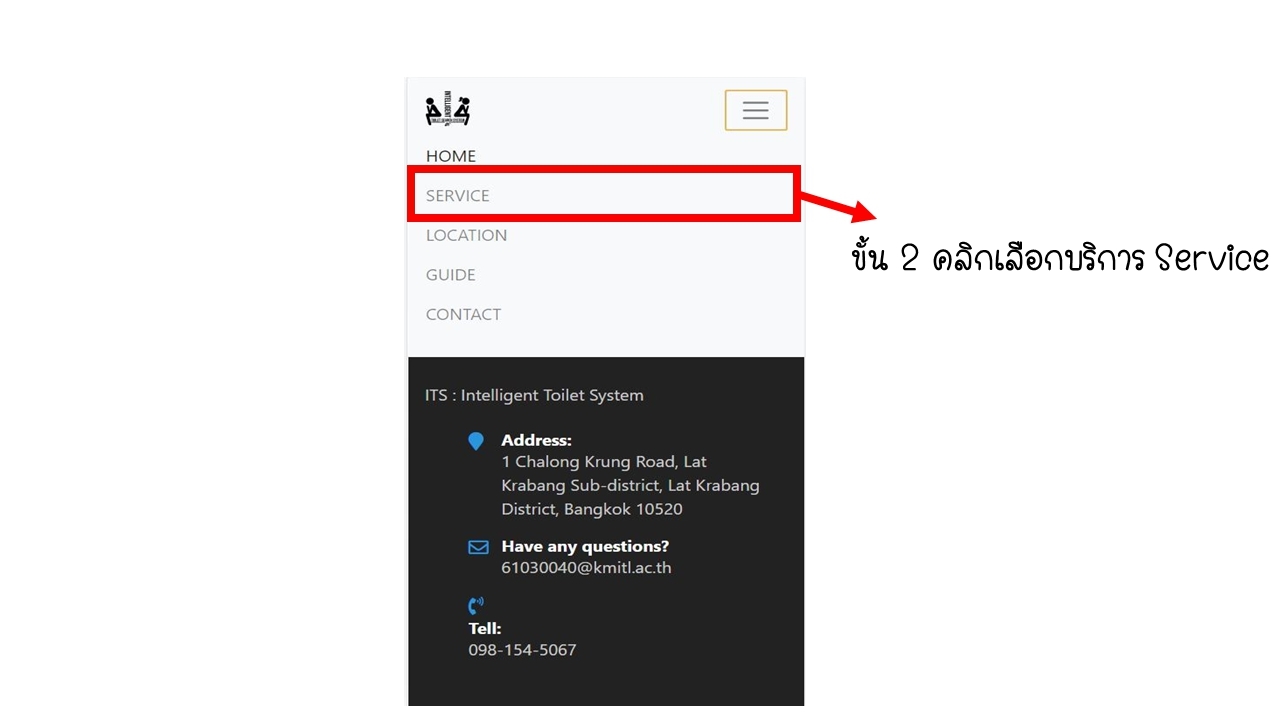 INTELLIGENT
HOME
SERVICE
LOCATION
GUIDE
CONTACT
ขั้น 2 คลิกเลือกบริการ Service
ITS : Intelligent Toilet System
Address:
1 Chalong Krung Road, Lat
Krabang Sub-district, Lat Krabang
District, Bangkok 10520
Have any questions?
61030040@kmitl.ac.th
Tell:
098-154-5067